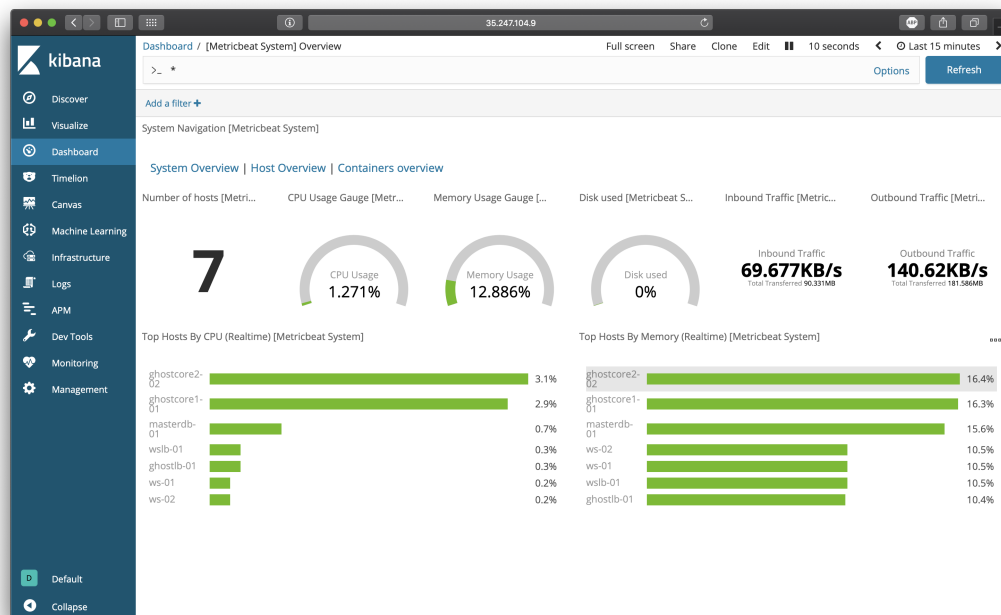 35.247.104.9
ABP
kibana
Dashboard / [Metricbeat System] Overview
Full screen Share Clone Edit 10 seconds Last 15 minutes
>_ *
Options
Refresh
Add a filter +
Discover
Visualize
Dashboard
Timelion
Canvas
Machine Learning
Infrastructure
Logs
APM
Dev Tools
Monitoring
Management
D Default
Collapse
System Navigation [Metricbeat System]
System Overview | Host Overview | Containers overview
Number of hosts [Metri...
7
CPU Usage Gauge [Metr...
CPU Usage
1.271%
Memory Usage Gauge [...
Memory Usage
12.886%
Disk used [Metricbeat S...
Disk used
0%
Inbound Traffic [Metric...
Inbound Traffic
69.677KB/s
Total Transferred 90.331MB
Outbound Traffic [Metri...
Outbound Traffic
140.62KB/s
Total Transferred 181.586MB
Top Hosts By CPU (Realtime) [Metricbeat System]
ghostcore2-
02
3.1%
ghostcore1-
01
2.9%
masterdb-
01
0.7%
wslb-01 0.3%
ghostlb-01 0.3%
ws-01 0.2%
ws-02 0.2%
Top Hosts By Memory (Realtime) [Metricbeat System]
ghostcore2-
02
16.4%
ghostcore1-
01
16.3%
masterdb-
01
15.6%
ws-02 10.5%
ws-01 10.5%
wslb-01 10.5%
ghostlb-01 10.4%